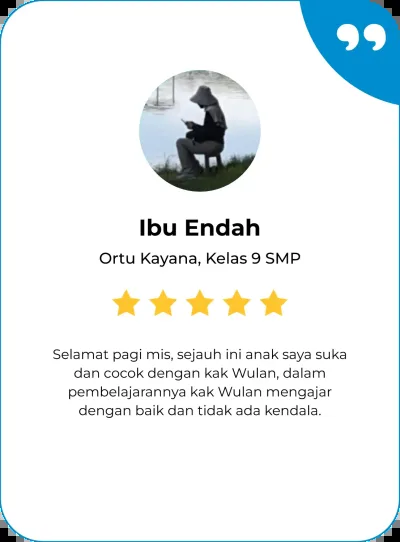 Ibu Endah
Ortu Kayana, Kelas 9 SMP
Selamat pagi mis, sejauh ini anak saya suka
dan cocok dengan kak Wulan, dalam
pembelajarannya kak Wulan mengajar
dengan baik dan tidak ada kendala.